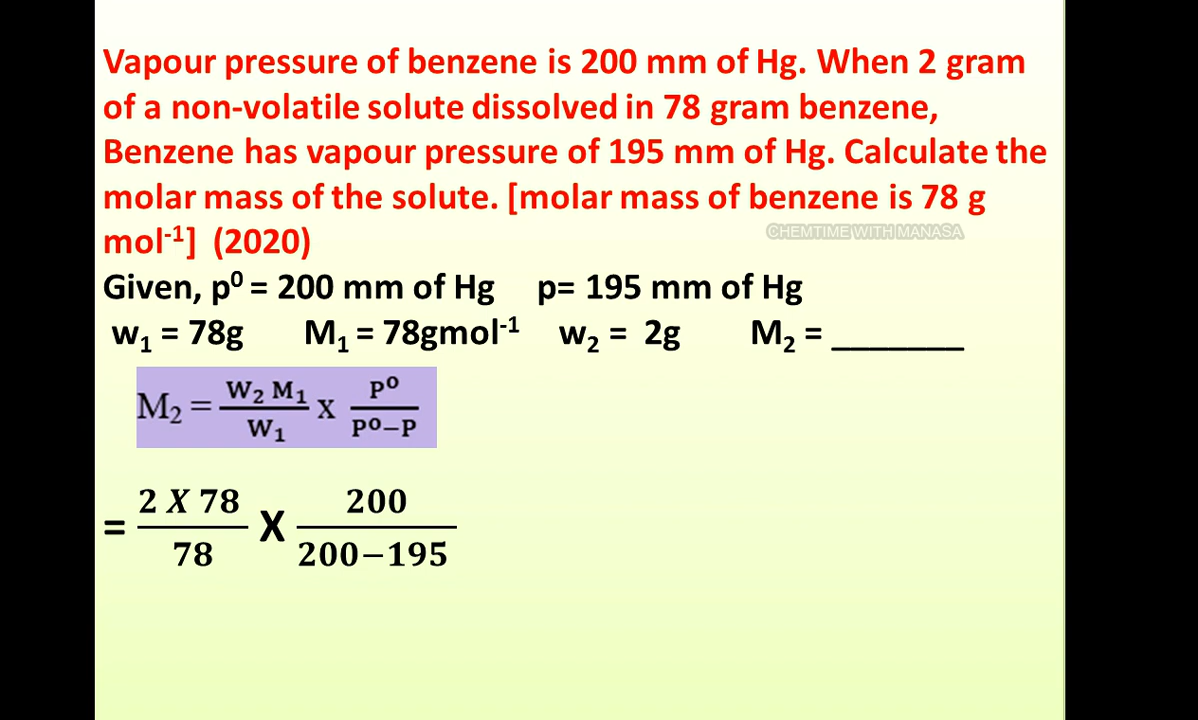 Vapour pressure of benzene is 200 mm of Hg. When 2 gram
of a non-volatile solute dissolved in 78 gram benzene,
Benzene has vapour pressure of 195 mm of Hg. Calculate the
molar mass of the solute. [molar mass of benzene is 78 g
mol⁻¹] (2020)
CHEMTIME WITH MANASA
Given, p⁰ = 200 mm of Hg p= 195 mm of Hg
w₁ = 78g M₁ = 78gmol⁻¹ w₂ = 2g M₂ = _______
M₂ = W₂ M₁ / W₁ x P⁰ / P⁰−P
= 2 X 78 / 78 X 200 / 200−195